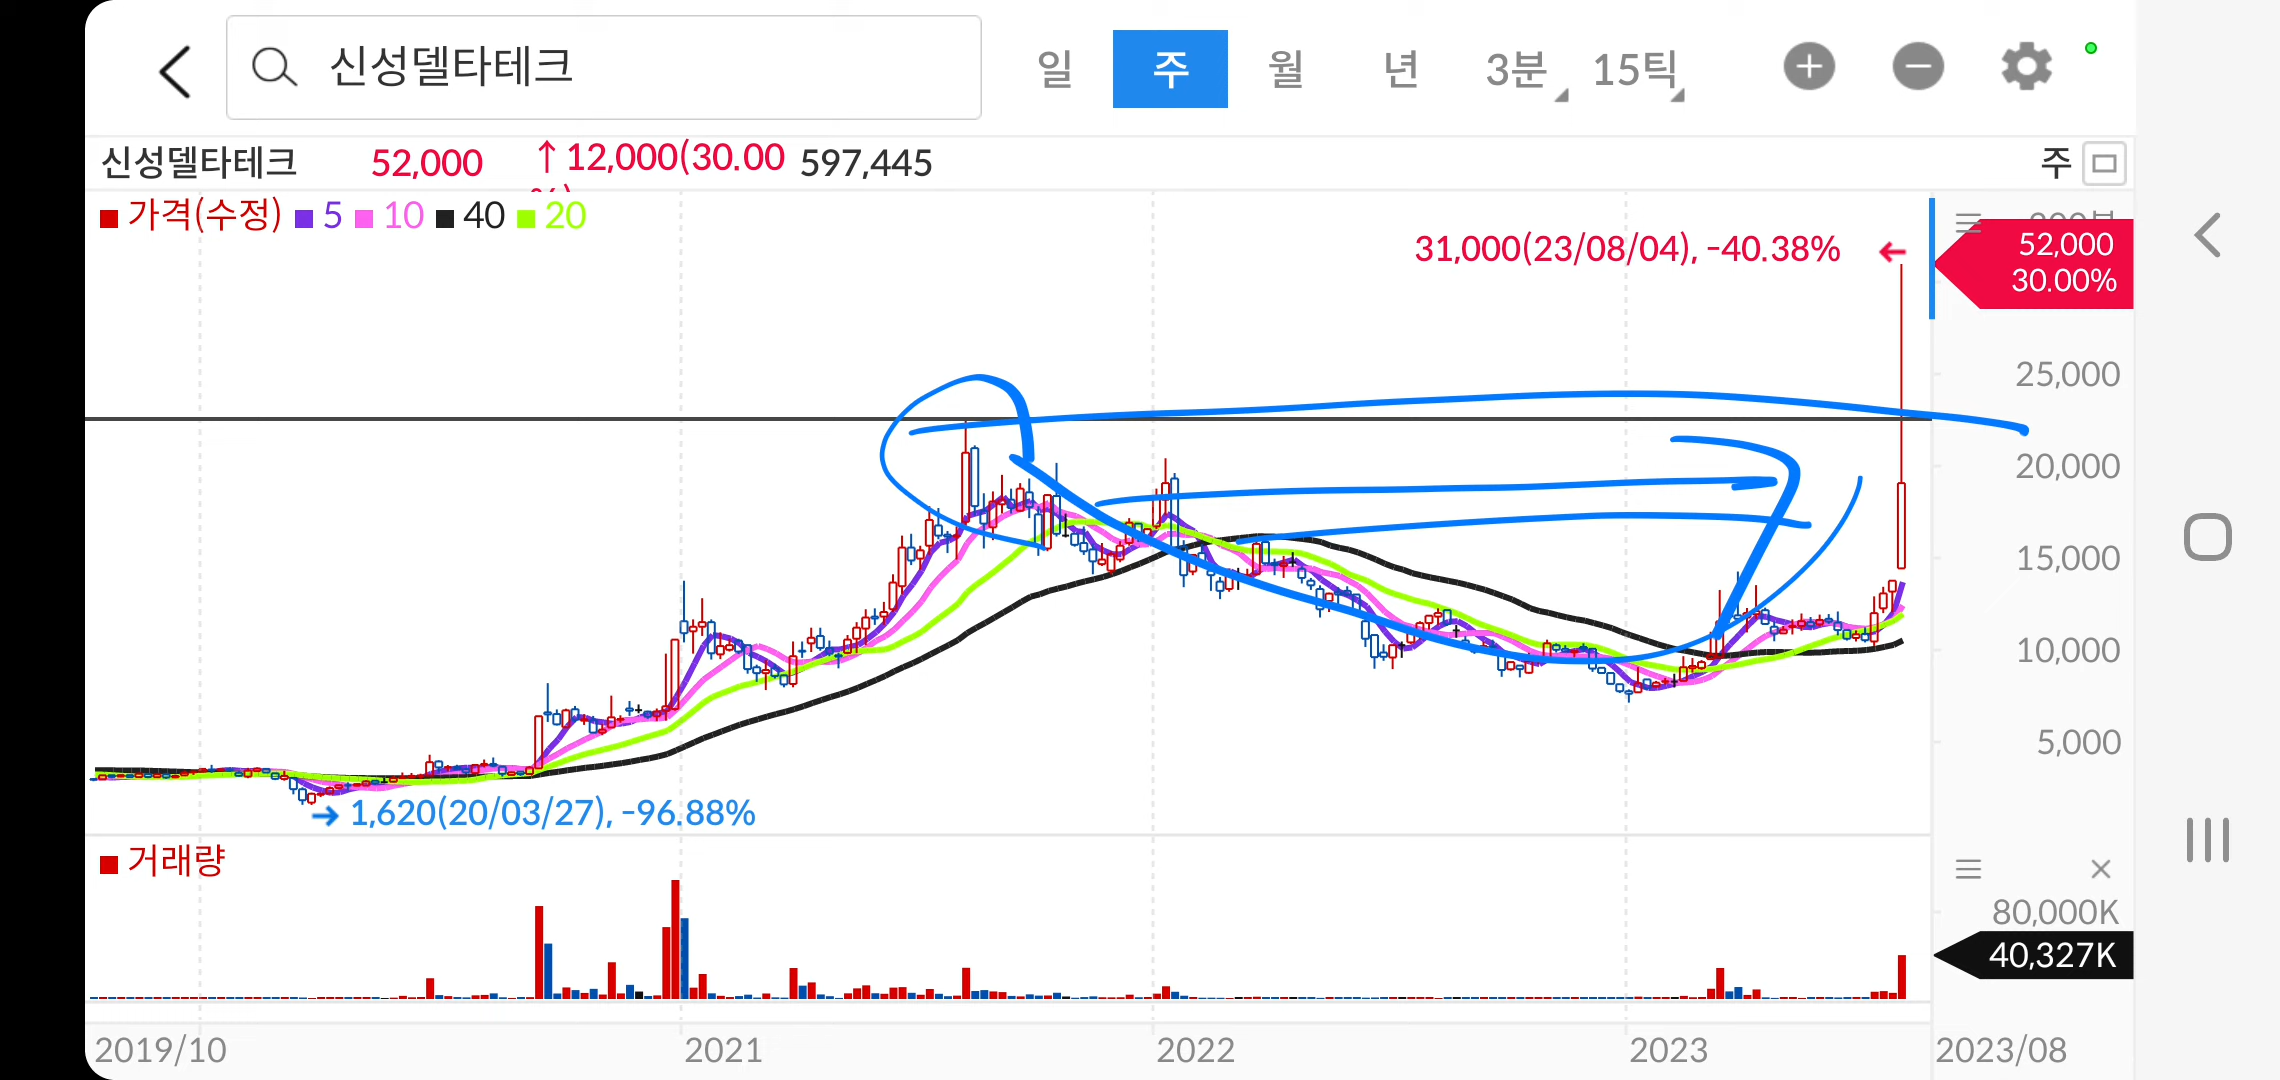 신성델타테크
일 주 월 년 3분 15틱
신성델타테크 52,000 ↑12,000(30.00 597,445 주
가격(수정) 5 10 40 20
31,000(23/08/04), -40.38% ←
52,000
30.00%
25,000
20,000
15,000
10,000
5,000
→ 1,620(20/03/27), -96.88%
거래량
80,000K
40,327K
2019/10 2021 2022 2023 2023/08